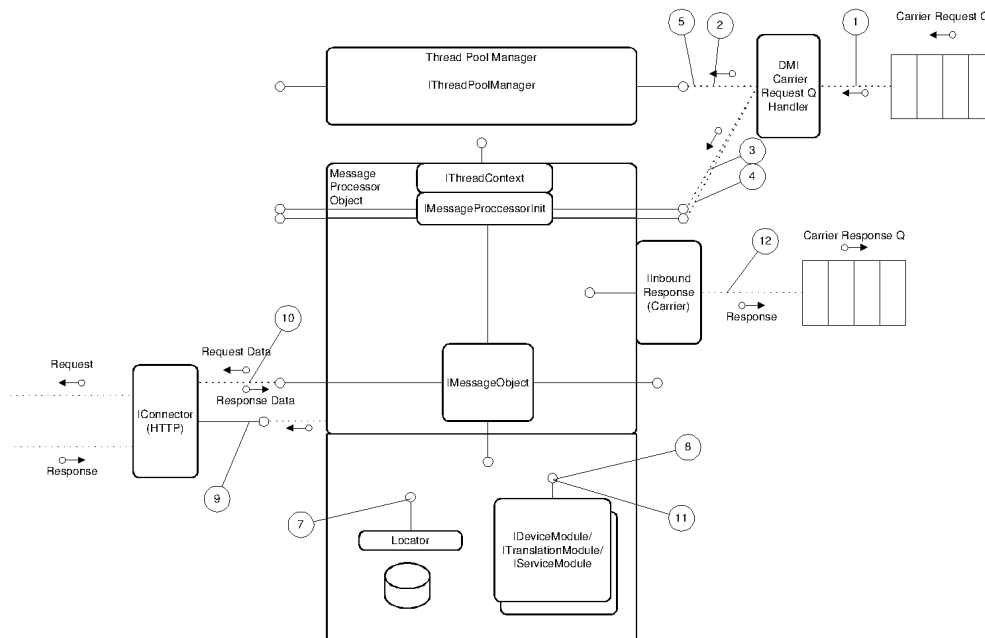 5
2
1
Carrier Request Q
Thread Pool Manager
IThreadPoolManager
DMI
Carrier
Request Q
Handler
3
4
Message
Processor
Object
IThreadContext
IMessageProccessorInit
12
Carrier Response Q
IInbound
Response
(Carrier)
Response
10
Request Data
Request
IMessageObject
Response Data
IConnector
(HTTP)
Response
9
8
7
11
Locator
IDeviceModule/
ITranslationModule/
IServiceModule